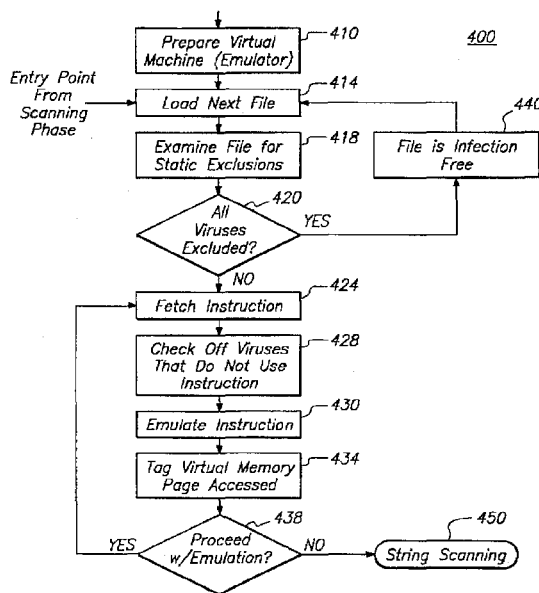 Prepare Virtual
Machine (Emulator)
410
400
Entry Point
From
Scanning
Phase
Load Next File
414
440
Examine File for
Static Exclusions
418
File is Infection
Free
All
Viruses
Excluded?
420
YES
NO
Fetch Instruction
424
Check Off Viruses
That Do Not Use
Instruction
428
Emulate Instruction
430
Tag Virtual Memory
Page Accessed
434
Proceed
w/Emulation?
438
YES
NO
450
String Scanning